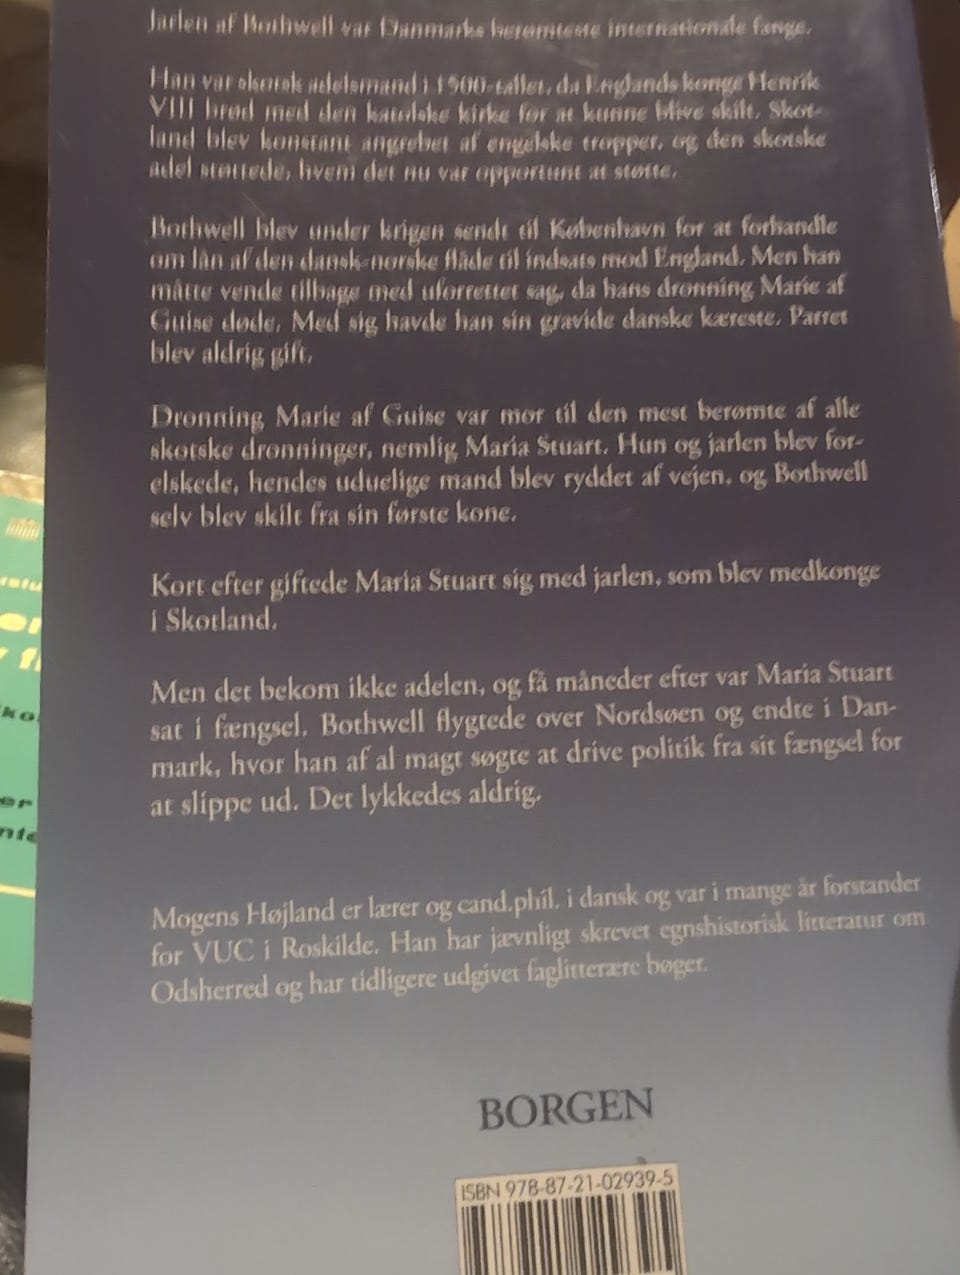 Jarlen af Bothwell var Danmarks berømteste internationale fange.
Han var skotsk adelsmand i 1500-tallet, da Englands konge Henrik
VIII brød med den katolske kirke for at kunne blive skilt. Skot-
land blev konstant angrebet af engelske tropper, og den skotske
adel støttede, hvem det nu var opportunt at støtte.
Bothwell blev under krigen sendt til København for at forhandle
om lån af den dansk-norske flåde til indsats mod England. Men han
måtte vende tilbage med uforrettet sag, da hans dronning Marie af
Guise døde. Med sig havde han sin gravide danske kæreste. Parret
blev aldrig gift.
Dronning Marie af Guise var mor til den mest berømte af alle
skotske dronninger, nemlig Maria Stuart. Hun og jarlen blev for-
elskede, hendes uduelige mand blev ryddet af vejen, og Bothwell
selv blev skilt fra sin første kone.
Kort efter giftede Maria Stuart sig med jarlen, som blev medkonge
i Skotland.
Men det bekom ikke adelen, og få måneder efter var Maria Stuart
sat i fængsel. Bothwell flygtede over Nordsøen og endte i Dan-
mark, hvor han af al magt søgte at drive politik fra sit fængsel for
at slippe ud. Det lykkedes aldrig.
Mogens Højland er lærer og cand.phil. i dansk og var i mange år forstander
for VUC i Roskilde. Han har jævnligt skrevet egnshistorisk litteratur om
Odsherred og har tidligere udgivet faglitterære bøger.
BORGEN
ISBN 978-87-21-02939-5